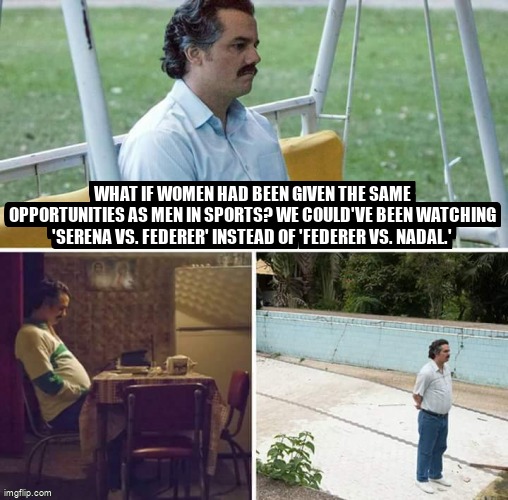 WHAT IF WOMEN HAD BEEN GIVEN THE SAME
OPPORTUNITIES AS MEN IN SPORTS? WE COULD'VE BEEN WATCHING
'SERENA VS. FEDERER' INSTEAD OF 'FEDERER VS. NADAL.'
imgflip.com